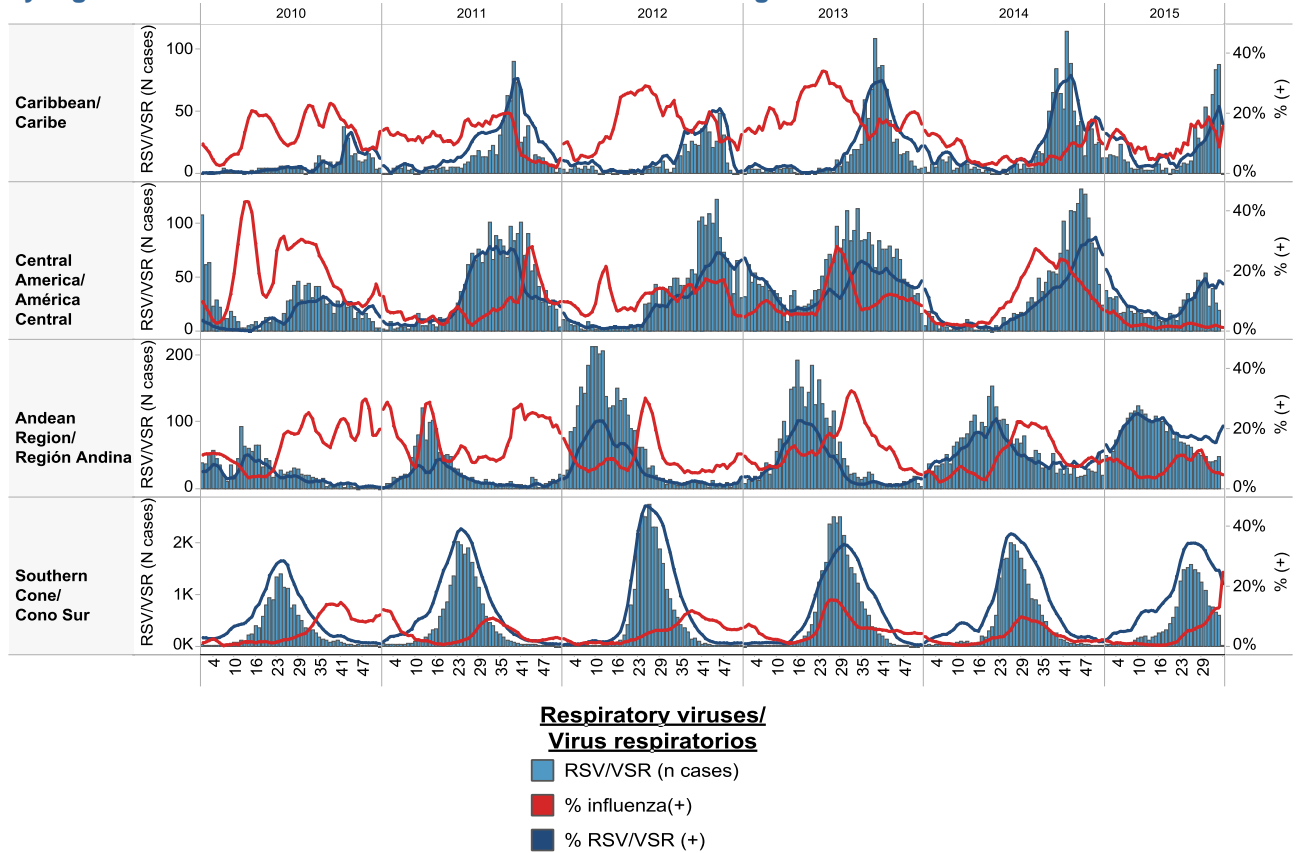 2010 2011 2012 2013 2014 2015
Caribbean/
Caribe
RSV/VSR (N cases)
100
50
0
40%
20%
0%
% (+)
Central
America/
América
Central
RSV/VSR (N cases)
100
50
0
40%
20%
0%
% (+)
Andean
Region/
Región Andina
RSV/VSR (N cases)
200
100
0
40%
20%
0%
% (+)
Southern
Cone/
Cono Sur
RSV/VSR (N cases)
2K
1K
0K
40%
20%
0%
% (+)
4 10 16 23 29 35 41 47 4 10 16 23 29 35 41 47 4 10 16 23 29 35 41 47 4 10 16 23 29 35 41 47 4 10 16 23 29 35 41 47 4 10 16 23 29
Respiratory viruses/
Virus respiratorios
RSV/VSR (n cases)
% influenza(+)
% RSV/VSR (+)